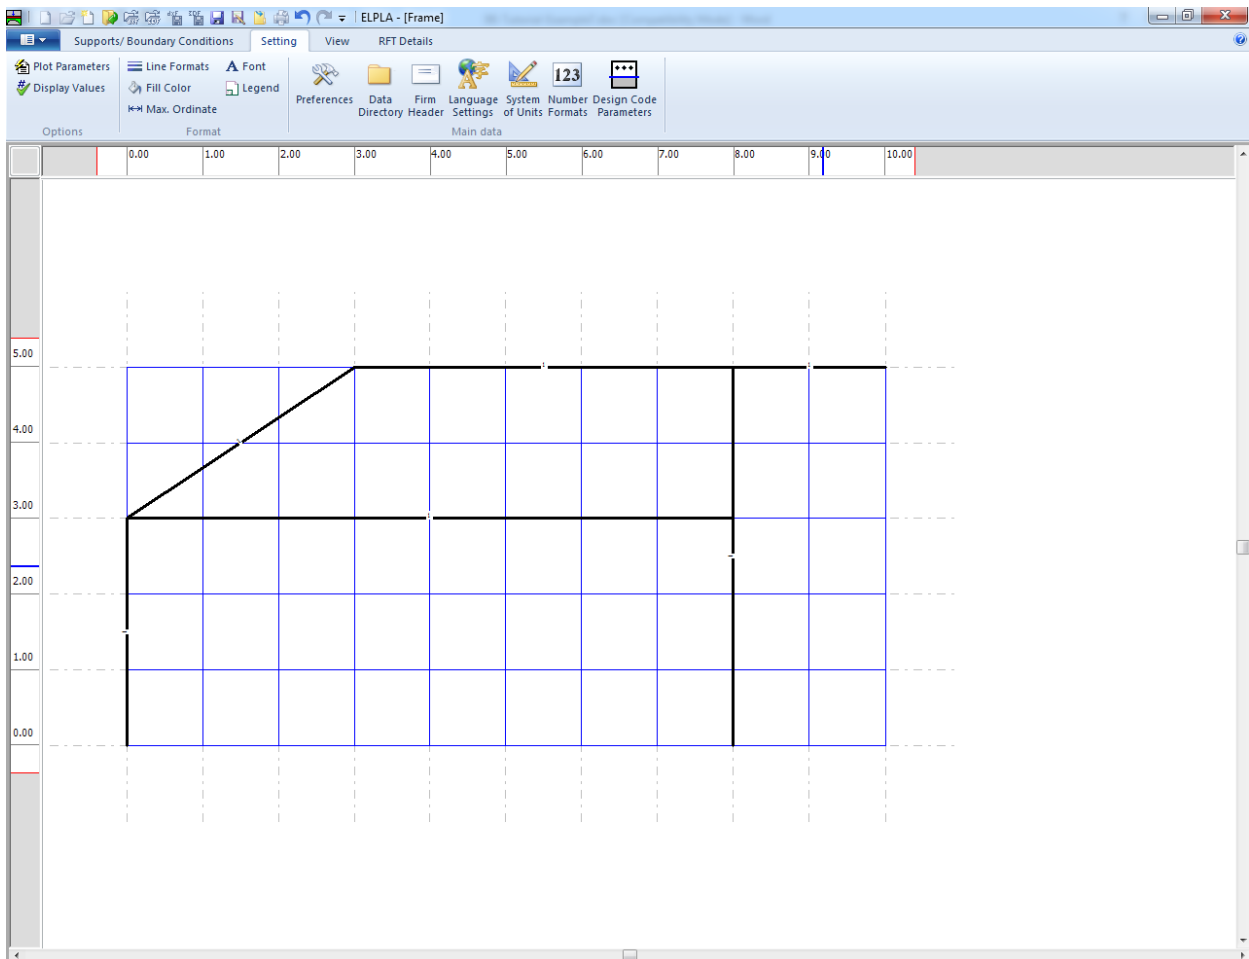 ELPLA - [Frame]
Supports/ Boundary Conditions Setting View RFT Details
Plot Parameters Line Formats A Font
Display Values Fill Color Legend
Max. Ordinate
Preferences Data Directory Firm Header Language Settings System of Units 123 Number Formats Design Code Parameters
Options Format Main data
0.00 1.00 2.00 3.00 4.00 5.00 6.00 7.00 8.00 9.00 10.00
5.00
4.00
3.00
2.00
1.00
0.00